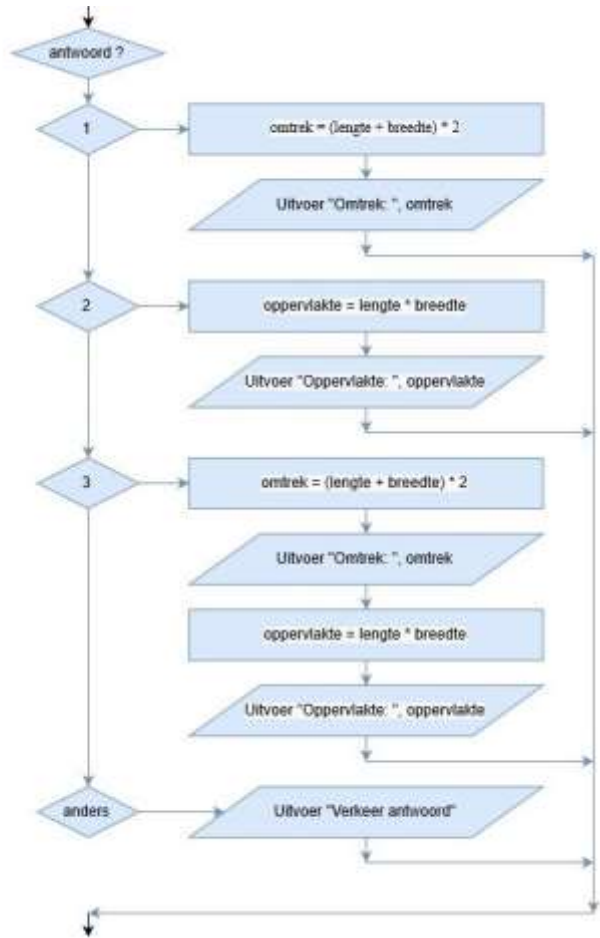 antwoord ?
1
omtrek = (lengte + breedte) * 2
Uitvoer "Omtrek: ", omtrek
2
oppervlakte = lengte * breedte
Uitvoer "Oppervlakte: ", oppervlakte
3
omtrek = (lengte + breedte) * 2
Uitvoer "Omtrek: ", omtrek
oppervlakte = lengte * breedte
Uitvoer "Oppervlakte: ", oppervlakte
anders
Uitvoer "Verkeer antwoord"